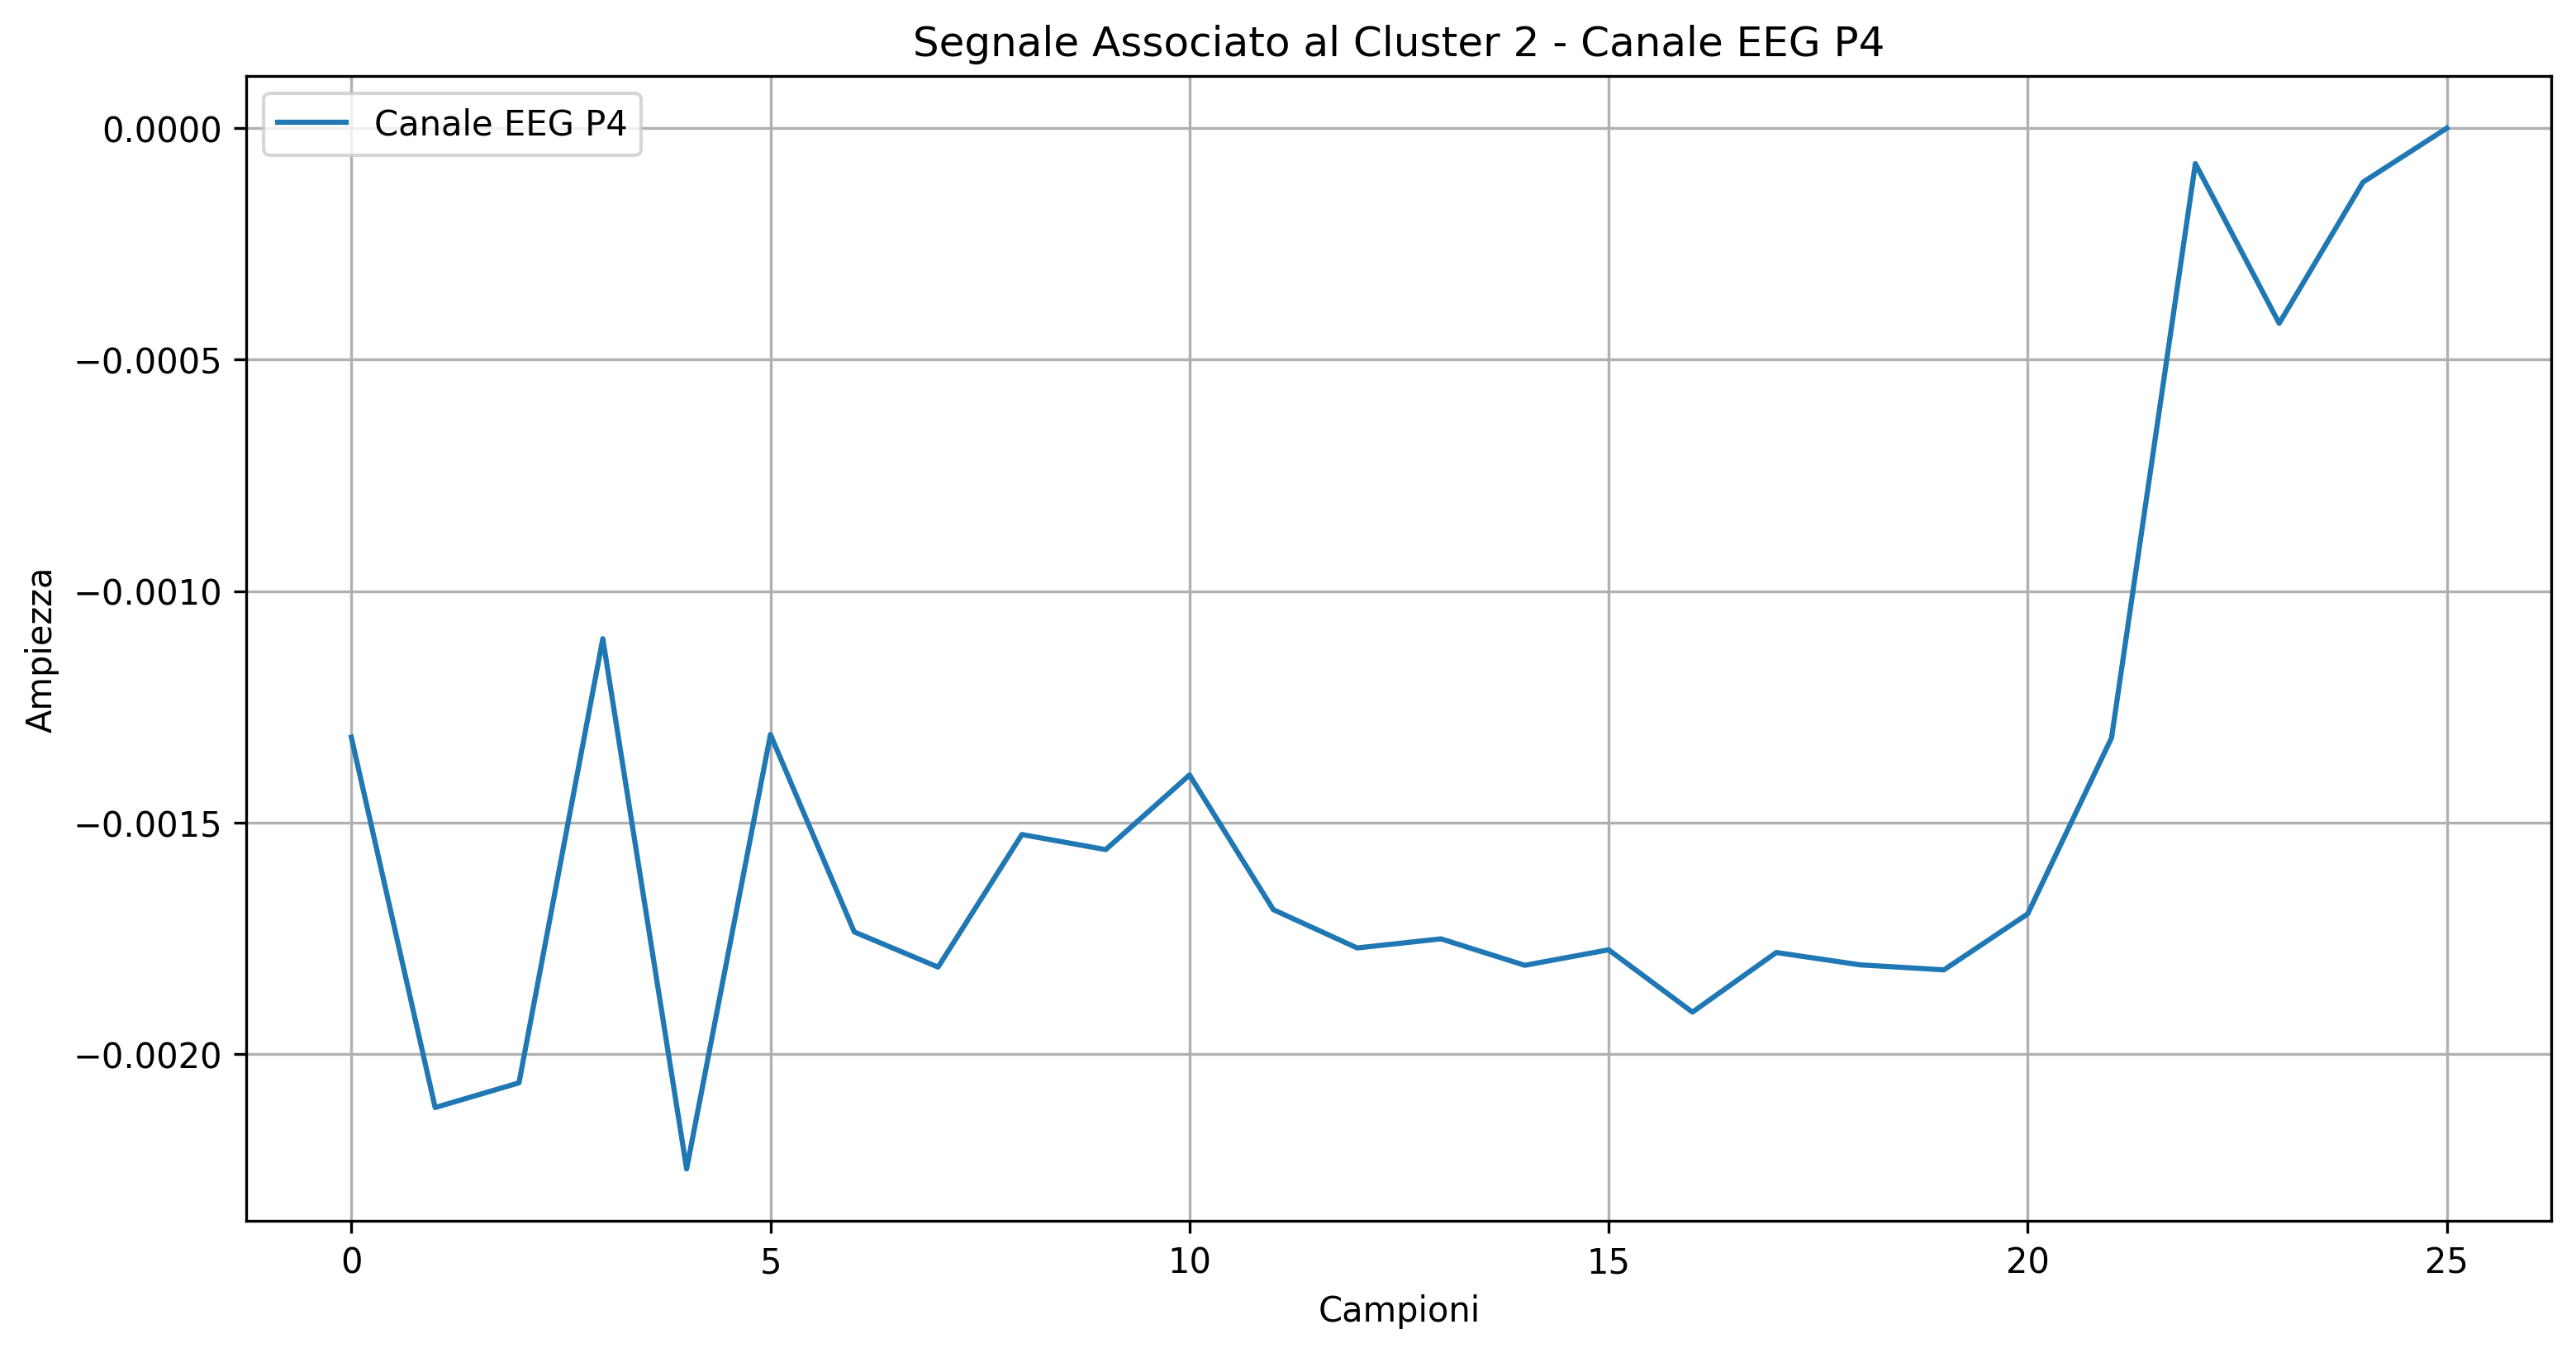 Segnale Associato al Cluster 2 - Canale EEG P4
Canale EEG P4
0.0000
−0.0005
−0.0010
−0.0015
−0.0020
Ampiezza
0 5 10 15 20 25
Campioni